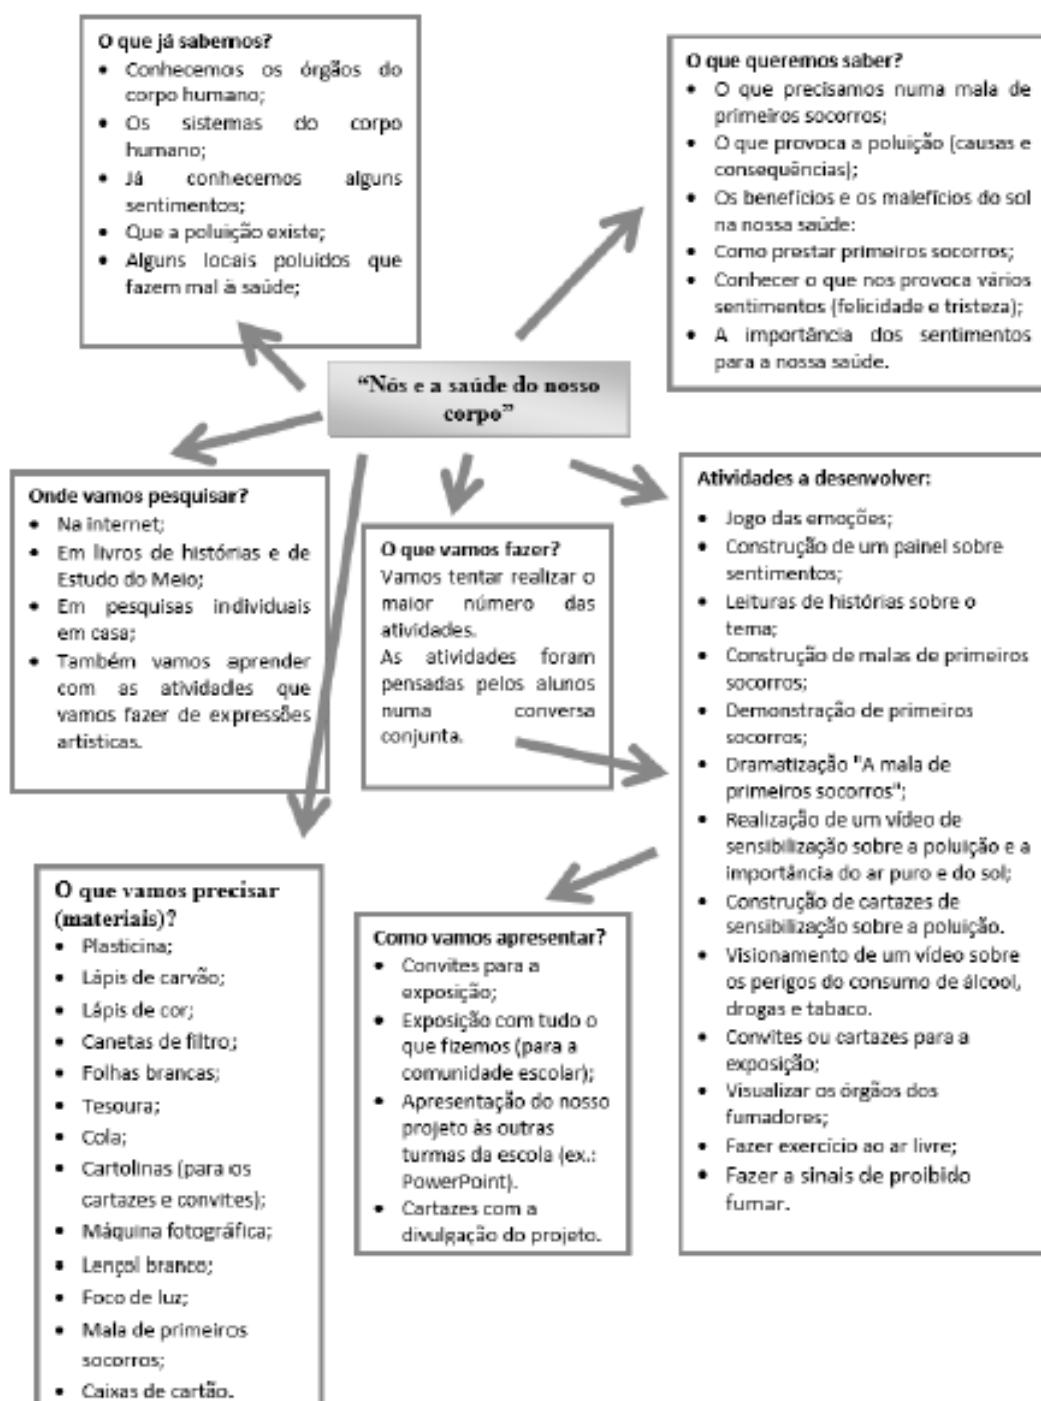 O que já sabemos?
• Conhecemos os órgãos do
corpo humano;
• Os sistemas do corpo
humano;
• Já conhecemos alguns
sentimentos;
• Que a poluição existe;
• Alguns locais poluídos que
fazem mal à saúde;
O que queremos saber?
• O que precisamos numa mala de
primeiros socorros;
• O que provoca a poluição (causas e
consequências);
• Os benefícios e os malefícios do sol
na nossa saúde:
• Como prestar primeiros socorros;
• Conhecer o que nos provoca vários
sentimentos (felicidade e tristeza);
• A importância dos sentimentos
para a nossa saúde.
“Nós e a saúde do nosso
corpo”
Onde vamos pesquisar?
• Na internet;
• Em livros de histórias e de
Estudo do Meio;
• Em pesquisas individuais
em casa;
• Também vamos aprender
com as atividades que
vamos fazer de expressões
artísticas.
O que vamos fazer?
Vamos tentar realizar o
maior número das
atividades.
As atividades foram
pensadas pelos alunos
numa conversa
conjunta.
Atividades a desenvolver:
• Jogo das emoções;
• Construção de um painel sobre
sentimentos;
• Leituras de histórias sobre o
tema;
• Construção de malas de primeiros
socorros;
• Demonstração de primeiros
socorros;
• Dramatização "A mala de
primeiros socorros";
• Realização de um vídeo de
sensibilização sobre a poluição e a
importância do ar puro e do sol;
• Construção de cartazes de
sensibilização sobre a poluição.
• Visionamento de um vídeo sobre
os perigos do consumo de álcool,
drogas e tabaco.
• Convites ou cartazes para a
exposição;
• Visualizar os órgãos dos
fumadores;
• Fazer exercício ao ar livre;
• Fazer a sinais de proibido
fumar.
O que vamos precisar
(materiais)?
• Plasticina;
• Lápis de carvão;
• Lápis de cor;
• Canetas de filtro;
• Folhas brancas;
• Tesoura;
• Cola;
• Cartolinas (para os
cartazes e convites);
• Máquina fotográfica;
• Lençol branco;
• Foco de luz;
• Mala de primeiros
socorros;
• Caixas de cartão.
Como vamos apresentar?
• Convites para a
exposição;
• Exposição com tudo o
que fizemos (para a
comunidade escolar);
• Apresentação do nosso
projeto às outras
turmas da escola (ex.:
PowerPoint).
• Cartazes com a
divulgação do projeto.